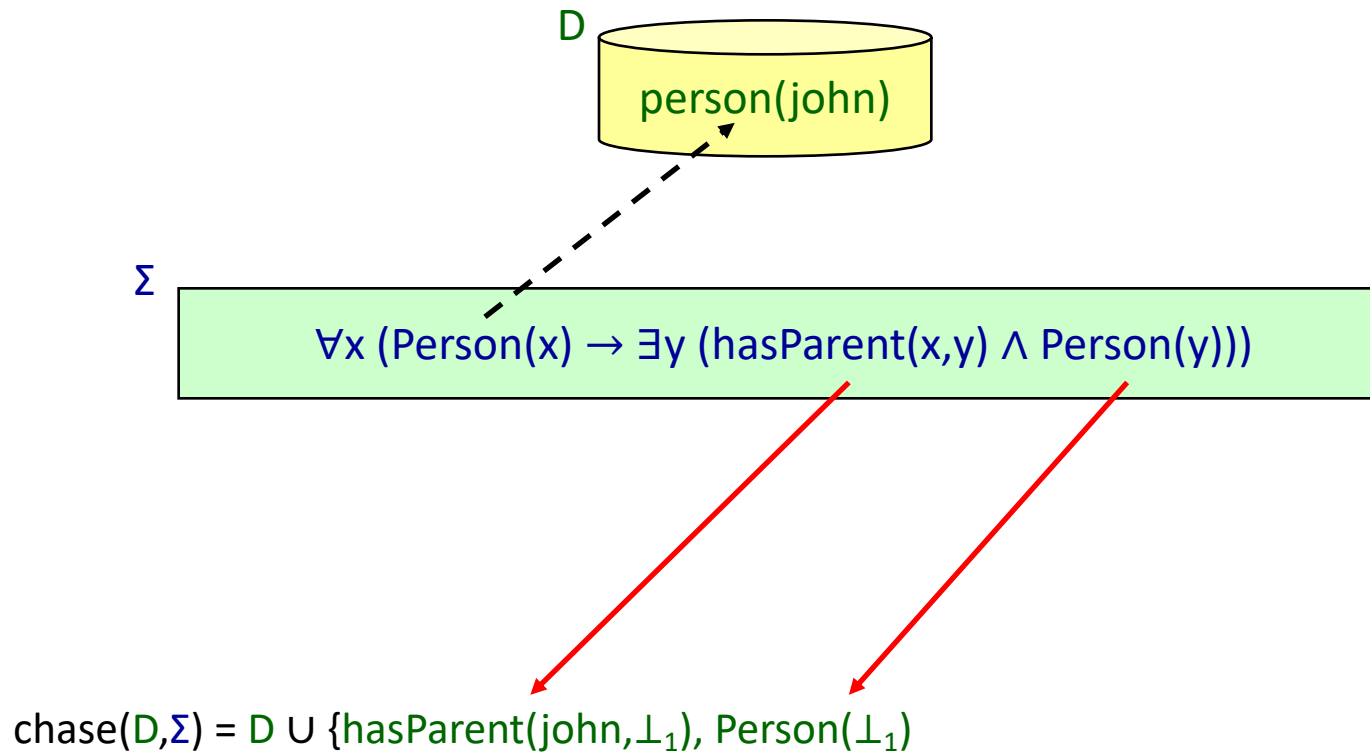 D
person(john)
Σ
∀x (Person(x) → ∃y (hasParent(x,y) ∧ Person(y)))
chase(D,Σ) = D ∪ {hasParent(john,⊥₁), Person(⊥₁)